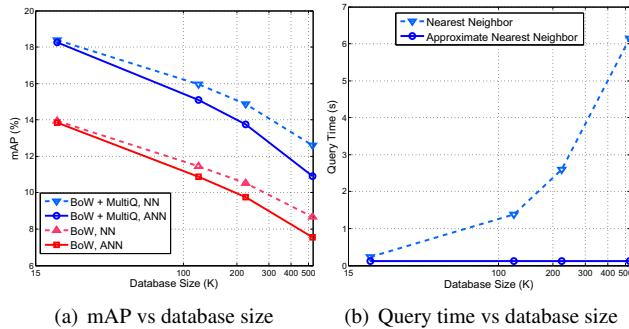 20
18
16
14
12
10
8
6
mAP (%)
BoW + MultiQ, NN
BoW + MultiQ, ANN
BoW, NN
BoW, ANN
15 100 200 300 400 500
Database Size (K)
(a) mAP vs database size
7
6
5
4
3
2
1
0
Query Time (s)
Nearest Neighbor
Approximate Nearest Neighbor
15 100 200 300 400 500
Database Size (K)
(b) Query time vs database size